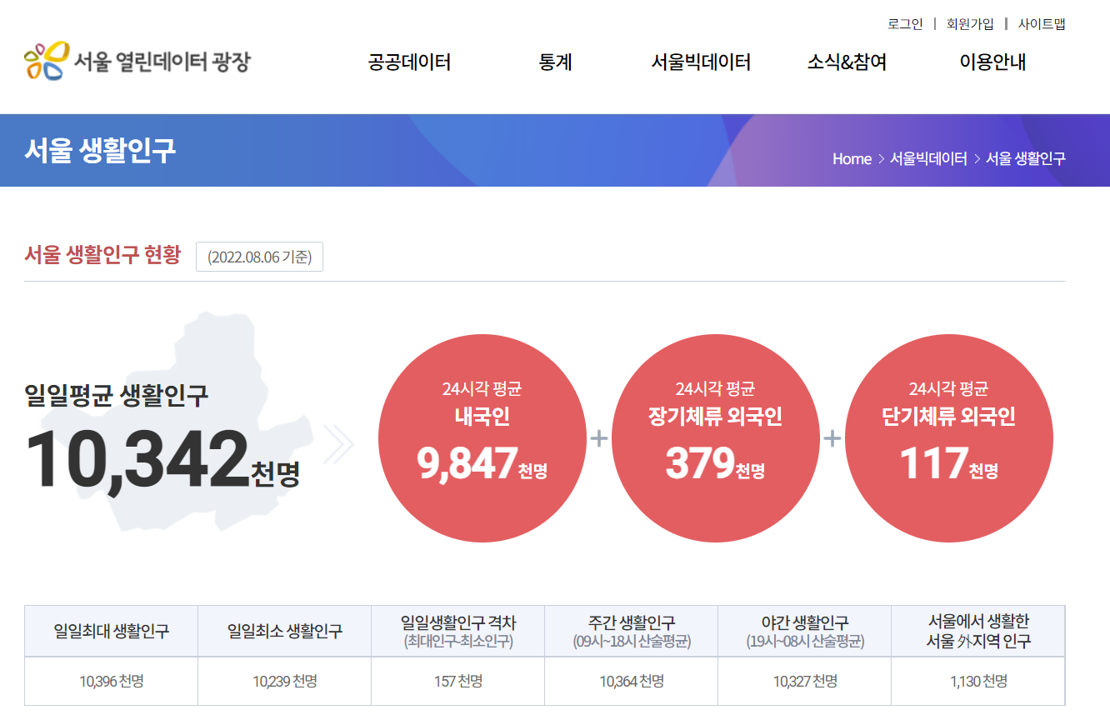 로그인 | 회원가입 | 사이트맵
서울 열린데이터 광장
공공데이터 통계 서울빅데이터 소식&참여 이용안내
서울 생활인구
Home > 서울빅데이터 > 서울 생활인구
서울 생활인구 현황 (2022.08.06 기준)
일일평균 생활인구
10,342천명
24시각 평균
내국인
9,847천명
+
24시각 평균
장기체류 외국인
379천명
+
24시각 평균
단기체류 외국인
117천명
일일최대 생활인구
일일최소 생활인구
일일생활인구 격차
(최대인구-최소인구)
주간 생활인구
(09시~18시 산술평균)
야간 생활인구
(19시~08시 산술평균)
서울에서 생활한
서울 外지역 인구
10,396 천명 10,239 천명 157 천명 10,364 천명 10,327 천명 1,130 천명